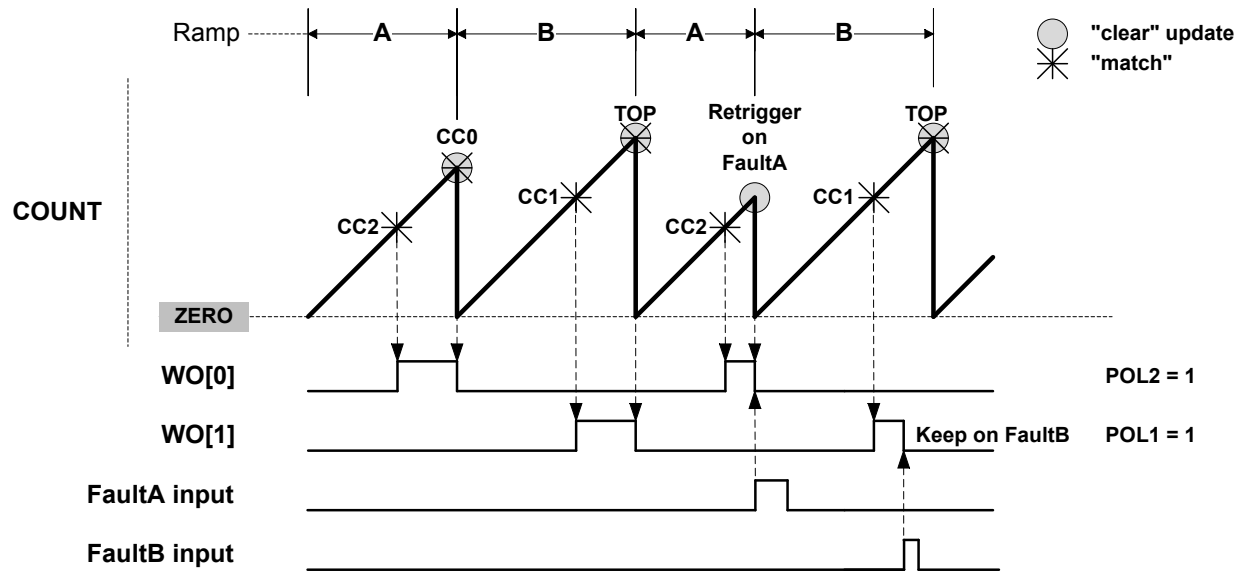 Ramp
A
B
A
B
"clear" update
"match"
TOP
Retrigger
on
FaultA
TOP
CC0
CC1
CC1
COUNT
CC2
CC2
ZERO
WO[0]
POL2 = 1
WO[1]
Keep on FaultB
POL1 = 1
FaultA input
FaultB input